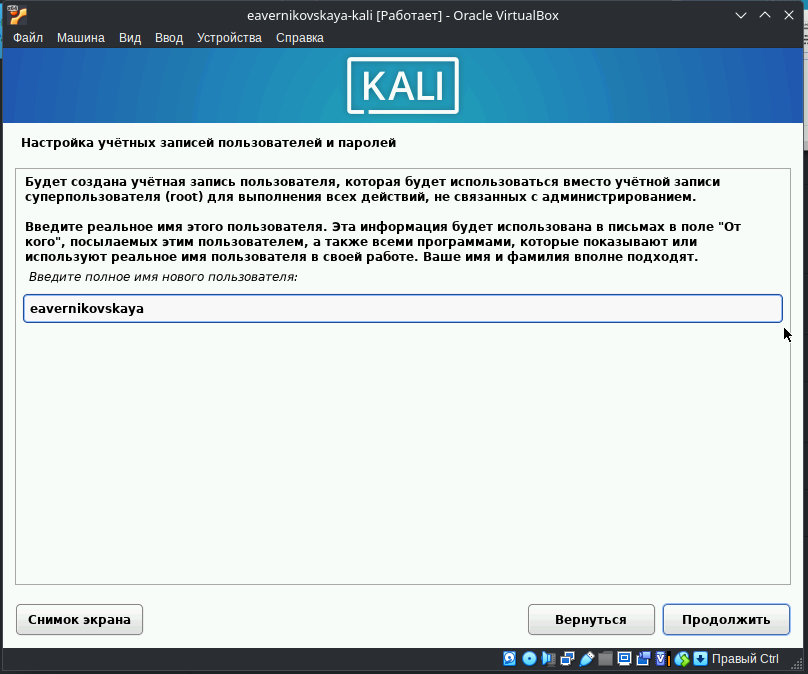 eavernikovskaya-kali [Работает] - Oracle VirtualBox
Файл Машина Вид Ввод Устройства Справка
KALI
Настройка учётных записей пользователей и паролей
Будет создана учётная запись пользователя, которая будет использоваться вместо учётной записи
суперпользователя (root) для выполнения всех действий, не связанных с администрированием.
Введите реальное имя этого пользователя. Эта информация будет использована в письмах в поле "От
кого", посылаемых этим пользователем, а также всеми программами, которые показывают или
используют реальное имя пользователя в своей работе. Ваше имя и фамилия вполне подходят.
Введите полное имя нового пользователя:
eavernikovskaya
Снимок экрана Вернуться Продолжить
Правый Ctrl